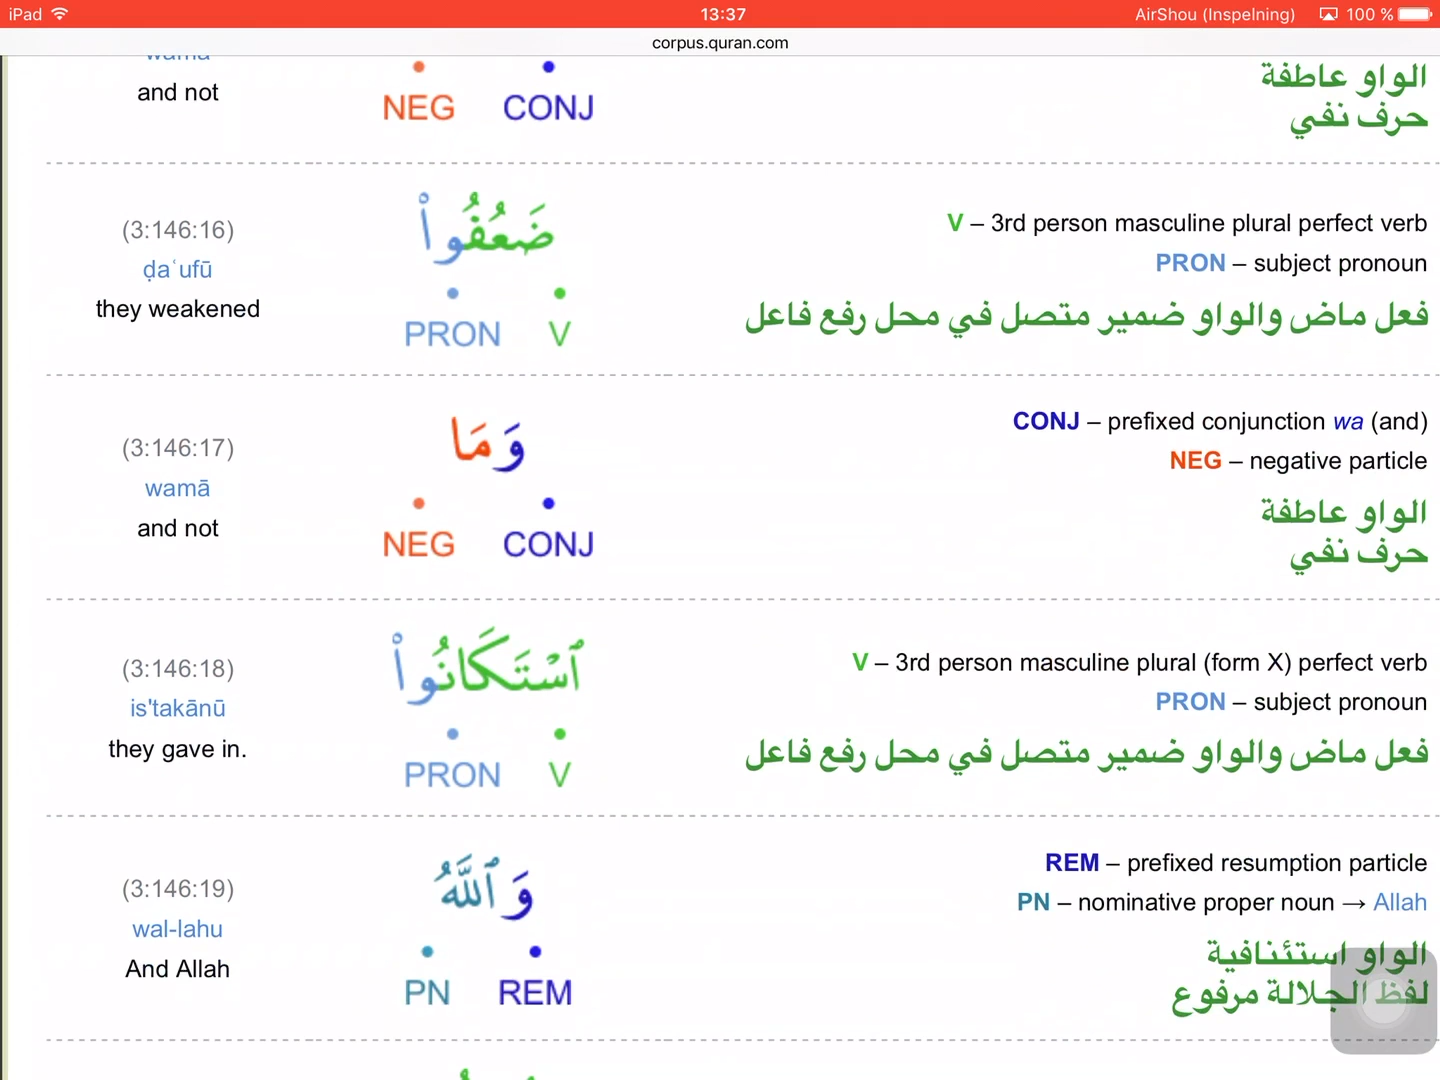 iPad 13:37 AirShou (Inspelning) 100 %
corpus.quran.com
and not
NEG CONJ
الواو عاطفة
حرف نفي
(3:146:16)
ḍaʿufū
they weakened
ضَعُفُوا۟
PRON V
V – 3rd person masculine plural perfect verb
PRON – subject pronoun
فعل ماض والواو ضمير متصل في محل رفع فاعل
(3:146:17)
wamā
and not
وَمَا
NEG CONJ
CONJ – prefixed conjunction wa (and)
NEG – negative particle
الواو عاطفة
حرف نفي
(3:146:18)
is'takānū
they gave in.
ٱسْتَكَانُوا۟
PRON V
V – 3rd person masculine plural (form X) perfect verb
PRON – subject pronoun
فعل ماض والواو ضمير متصل في محل رفع فاعل
(3:146:19)
wal-lahu
And Allah
وَٱللَّهُ
PN REM
REM – prefixed resumption particle
PN – nominative proper noun → Allah
الواو استئنافية
لفظ الجلالة مرفوع